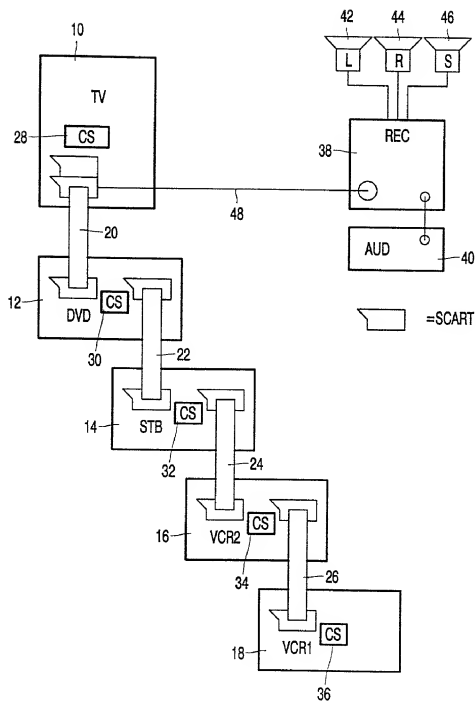 42 44 46
10
L R S
TV REC
28 CS
38
48
20
AUD 40
12 DVD CS
=SCART
30 22
14 STB CS
32 24
16 VCR2 CS
34 26
18 VCR1 CS
36